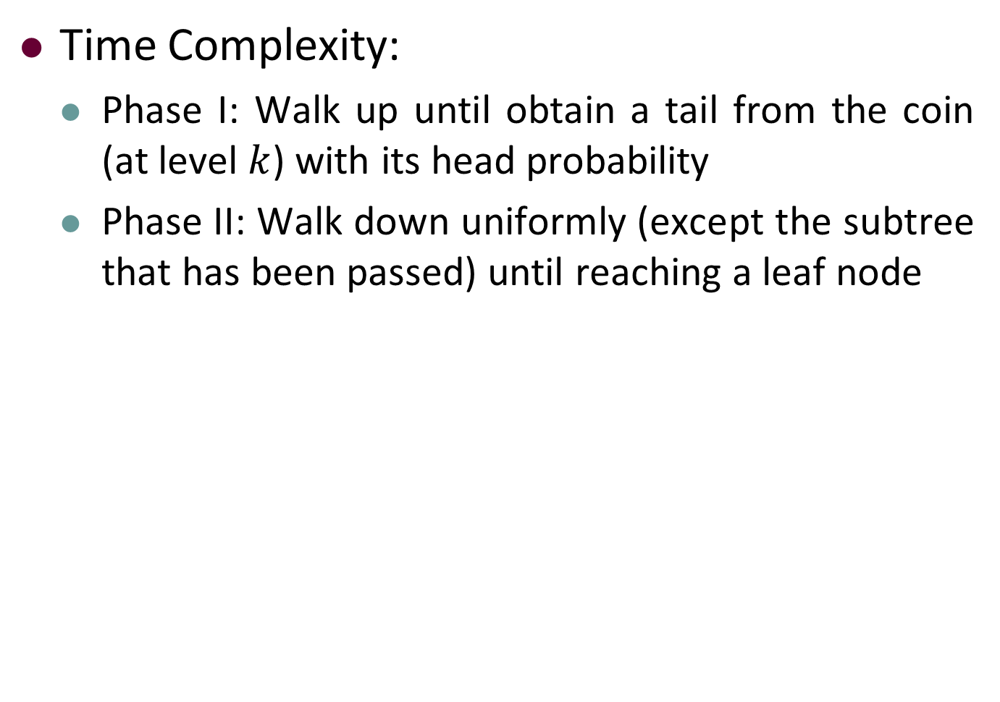 Time Complexity:
Phase I: Walk up until obtain a tail from the coin
(at level 𝑘) with its head probability
Phase II: Walk down uniformly (except the subtree
that has been passed) until reaching a leaf node